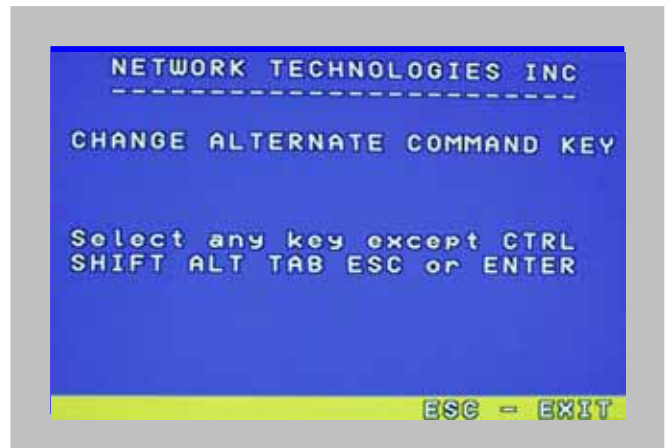 NETWORK TECHNOLOGIES INC
-------------------------
CHANGE ALTERNATE COMMAND KEY
Select any key except CTRL
SHIFT ALT TAB ESC or ENTER
ESC - EXIT